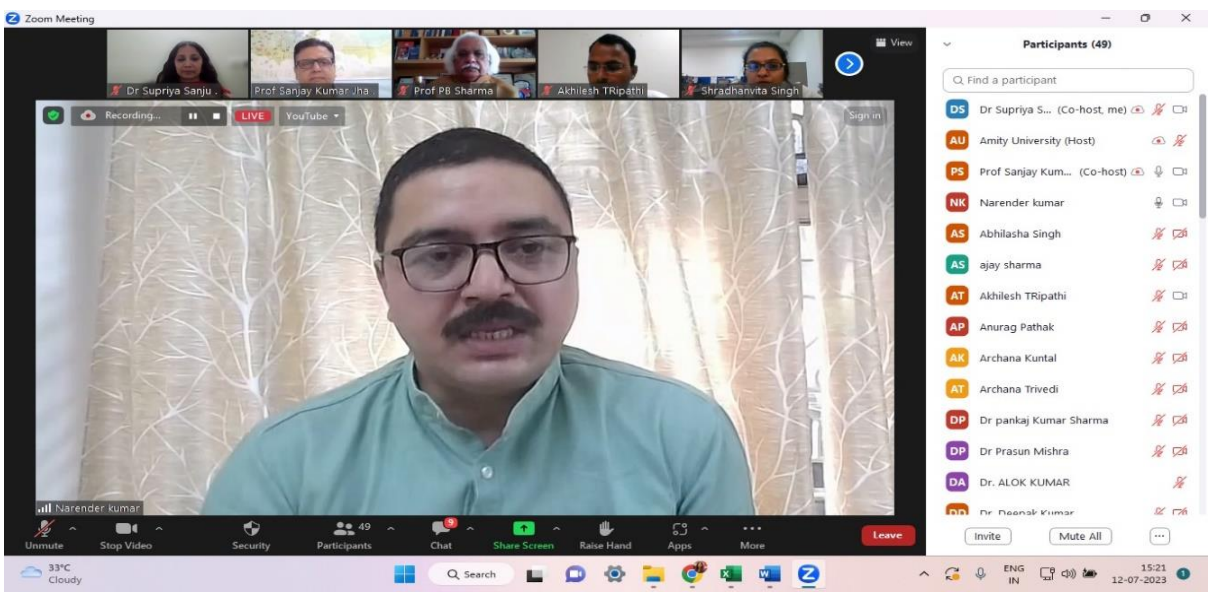 Zoom Meeting
View
Dr Supriya Sanju .
Prof Sanjay Kumar Jha .
Prof PB Sharma
Akhilesh TRipathi
Shradhanvita Singh
Recording...
LIVE
YouTube
Sign in
Narender kumar
Unmute
Stop Video
Security
49
Participants
9
Chat
Share Screen
Raise Hand
Apps
More
Leave
Participants (49)
Find a participant
DS Dr Supriya S... (Co-host, me)
AU Amity University (Host)
PS Prof Sanjay Kum... (Co-host)
NK Narender kumar
AS Abhilasha Singh
AS ajay sharma
AT Akhilesh TRipathi
AP Anurag Pathak
AK Archana Kuntal
AT Archana Trivedi
DP Dr pankaj Kumar Sharma
DP Dr Prasun Mishra
DA Dr. ALOK KUMAR
DD Dr. Deepak Kumar
Invite
Mute All
...
33°C
Cloudy
Search
ENG
IN
15:21
12-07-2023
1